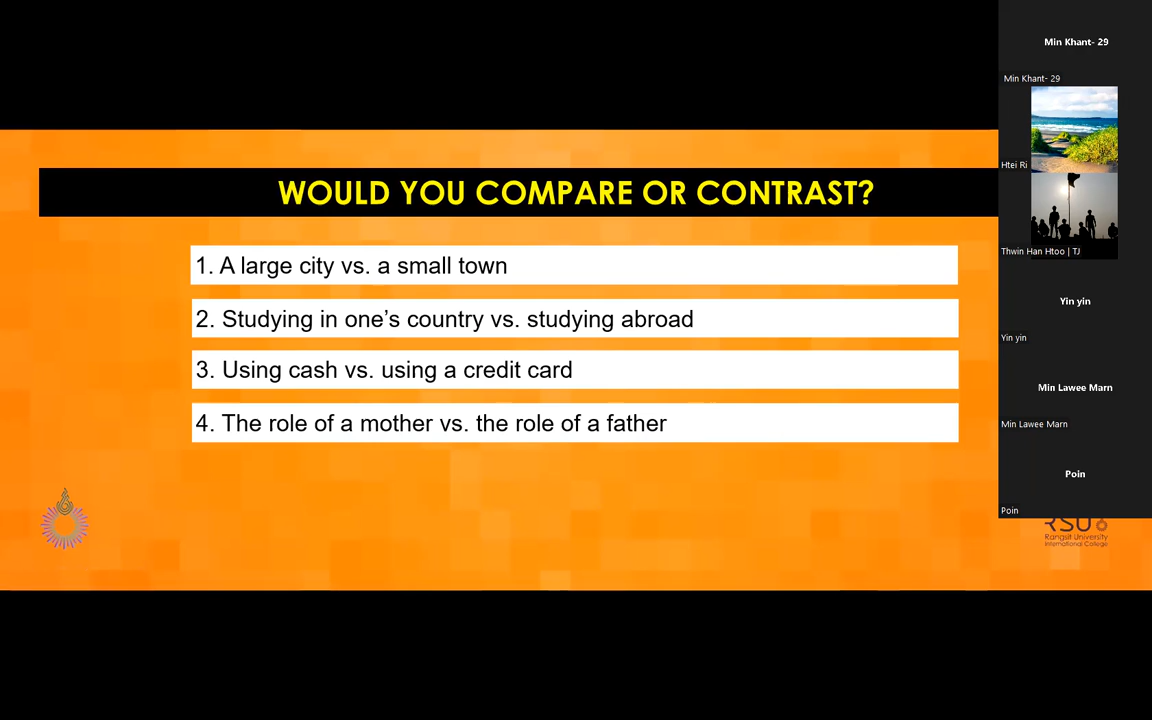 WOULD YOU COMPARE OR CONTRAST?
1. A large city vs. a small town
2. Studying in one’s country vs. studying abroad
3. Using cash vs. using a credit card
4. The role of a mother vs. the role of a father
Min Khant- 29
Min Khant- 29
Htei Ri
Thwin Han Htoo | TJ
Yin yin
Yin yin
Min Lawee Marn
Min Lawee Marn
Poin
Poin
RSU
Rangsit University
International College